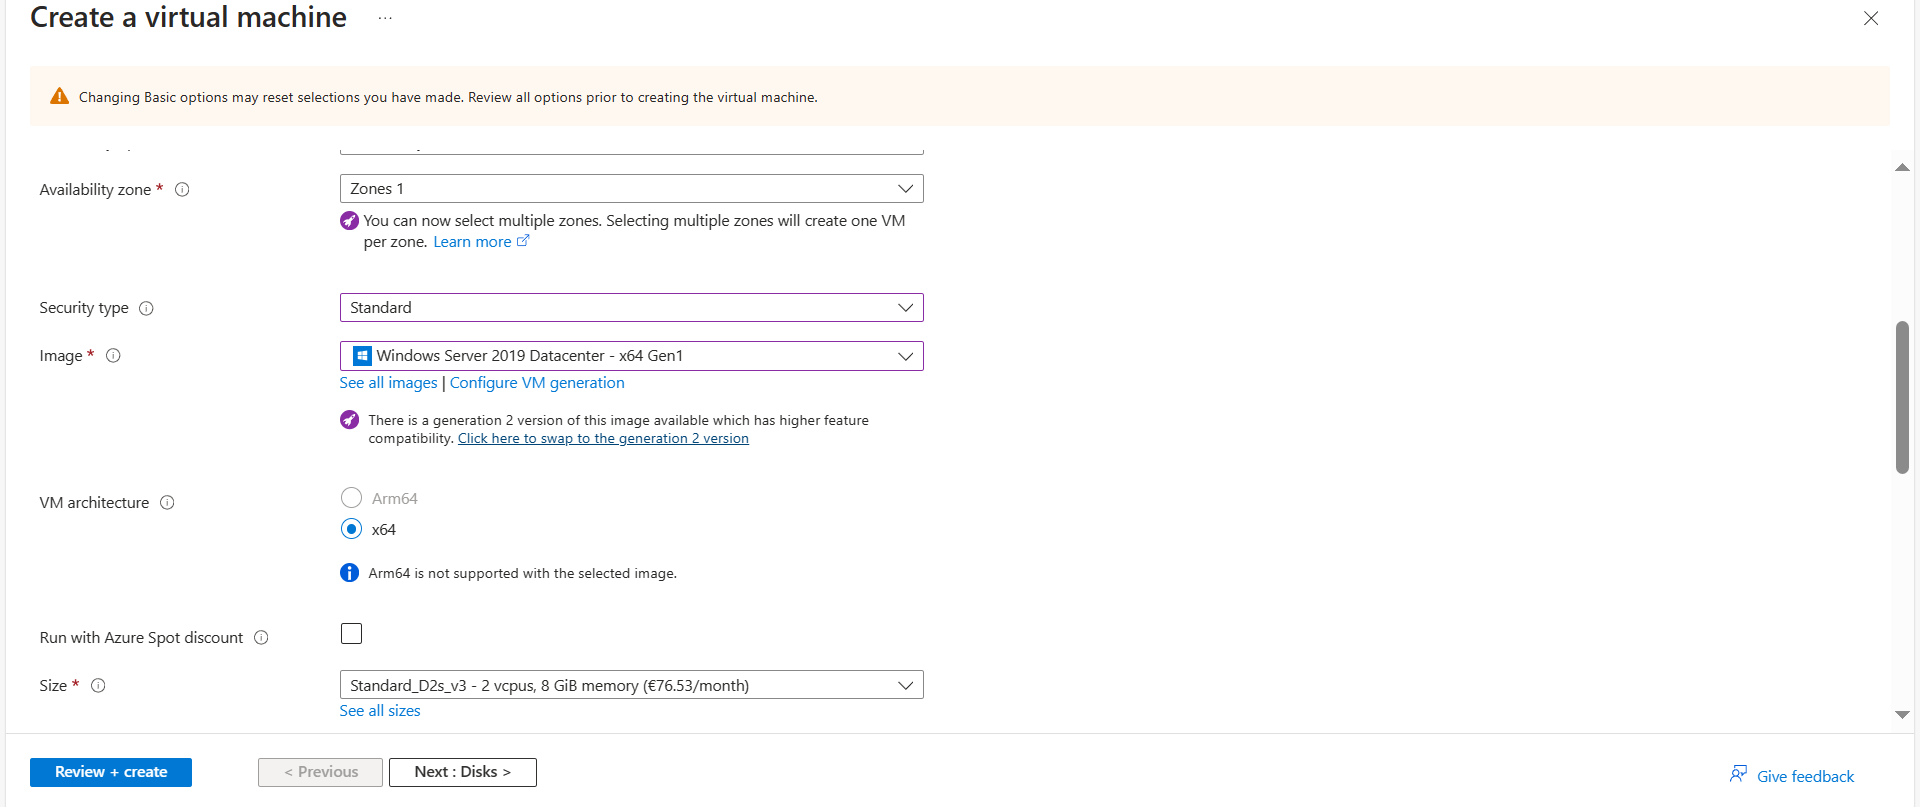 Create a virtual machine ...
Changing Basic options may reset selections you have made. Review all options prior to creating the virtual machine.
Availability zone *
Zones 1
You can now select multiple zones. Selecting multiple zones will create one VM
per zone. Learn more
Security type
Standard
Image *
Windows Server 2019 Datacenter - x64 Gen1
See all images | Configure VM generation
There is a generation 2 version of this image available which has higher feature
compatibility. Click here to swap to the generation 2 version
VM architecture
Arm64
x64
Arm64 is not supported with the selected image.
Run with Azure Spot discount
Size *
Standard_D2s_v3 - 2 vcpus, 8 GiB memory (€76.53/month)
See all sizes
Review + create
< Previous
Next : Disks >
Give feedback